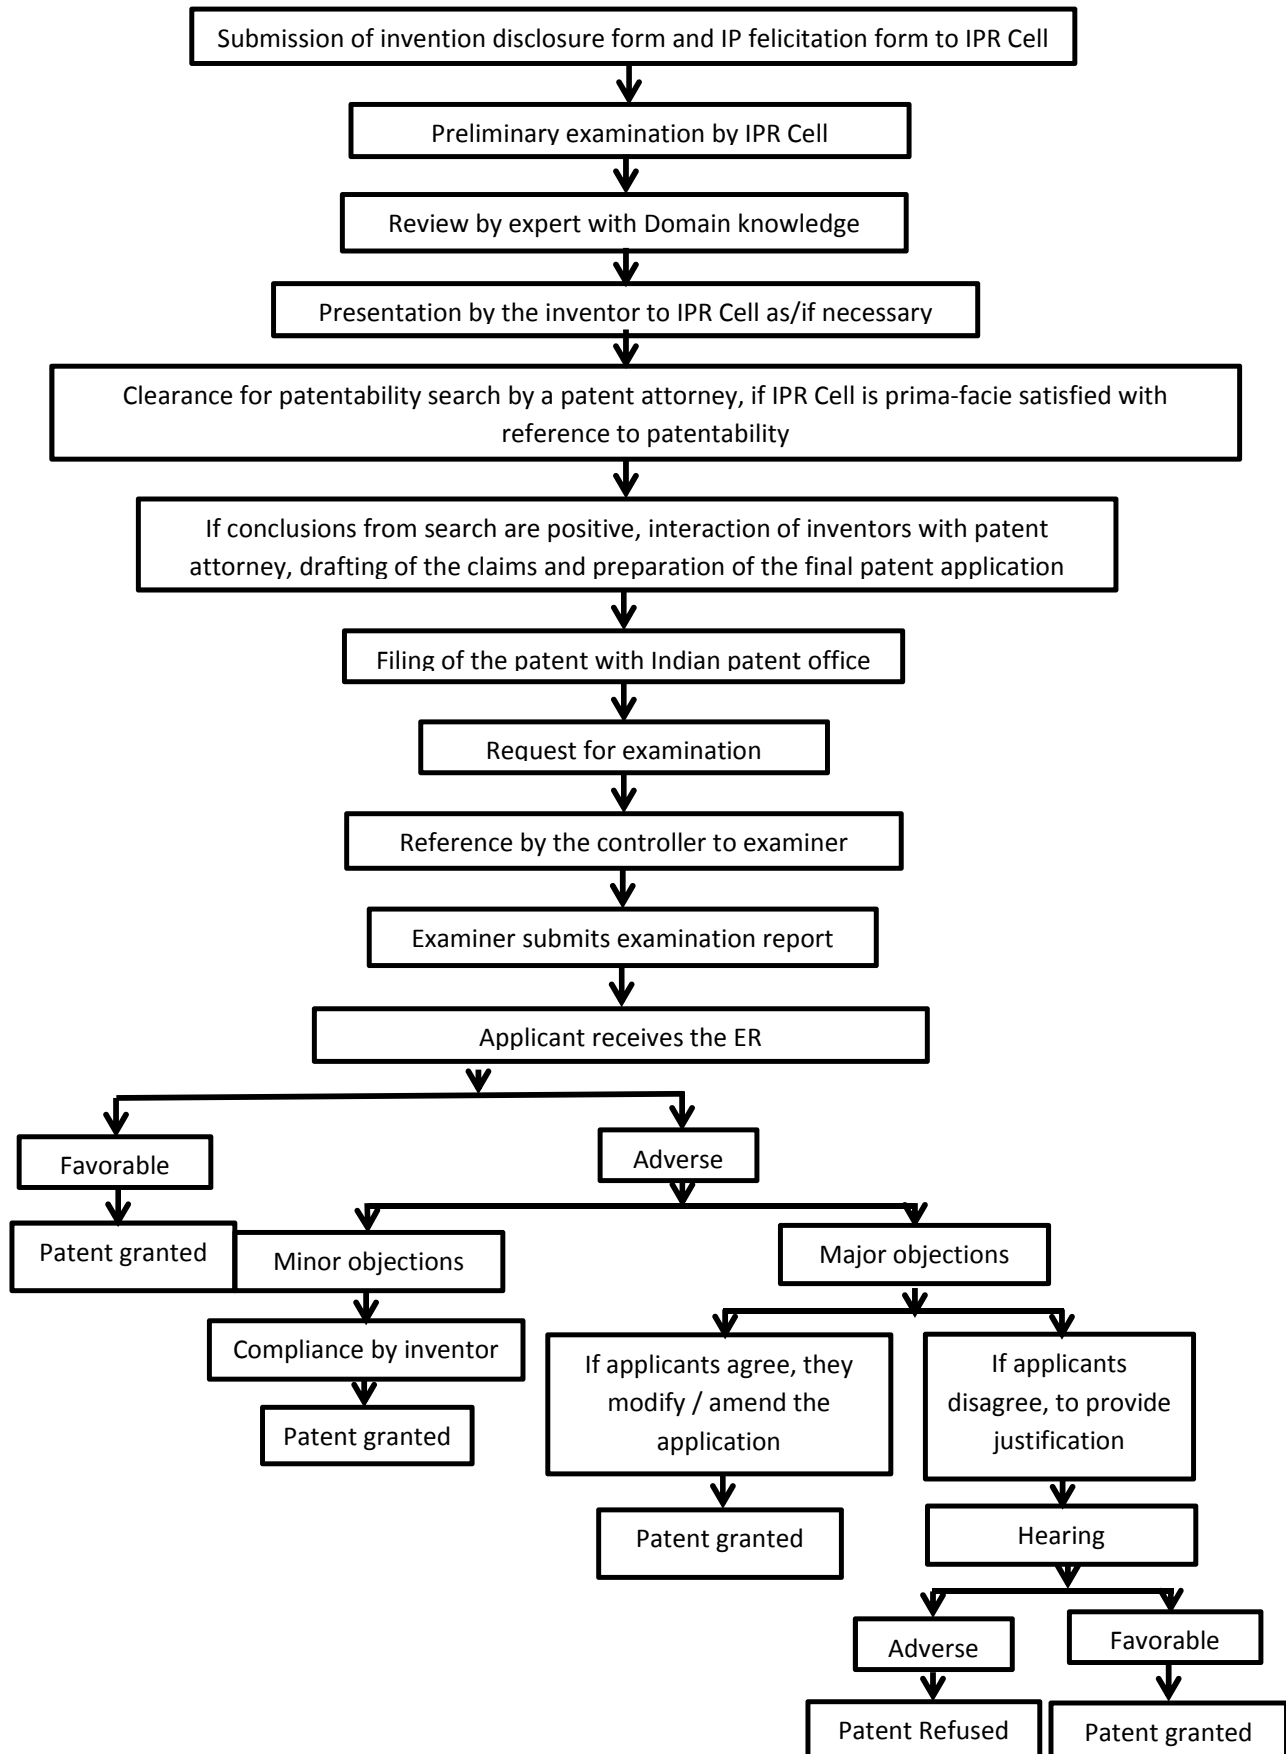 Submission of invention disclosure form and IP felicitation form to IPR Cell
Preliminary examination by IPR Cell
Review by expert with Domain knowledge
Presentation by the inventor to IPR Cell as/if necessary
Clearance for patentability search by a patent attorney, if IPR Cell is prima-facie satisfied with
reference to patentability
If conclusions from search are positive, interaction of inventors with patent
attorney, drafting of the claims and preparation of the final patent application
Filing of the patent with Indian patent office
Request for examination
Reference by the controller to examiner
Examiner submits examination report
Applicant receives the ER
Favorable
Adverse
Patent granted
Minor objections
Major objections
Compliance by inventor
Patent granted
If applicants agree, they
modify / amend the
application
If applicants
disagree, to provide
justification
Patent granted
Hearing
Adverse
Favorable
Patent Refused
Patent granted